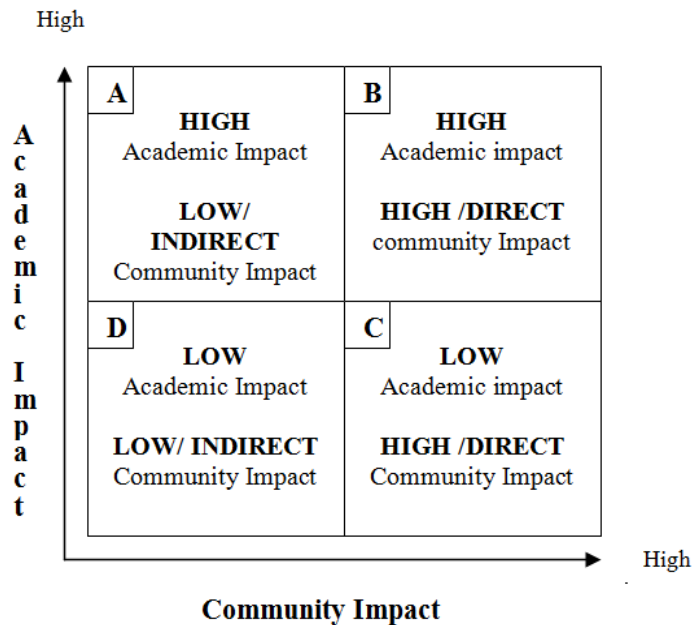 High
Academic Impact
A
HIGH
Academic Impact
LOW/
INDIRECT
Community Impact
B
HIGH
Academic impact
HIGH /DIRECT
community Impact
D
LOW
Academic Impact
LOW/ INDIRECT
Community Impact
C
LOW
Academic impact
HIGH /DIRECT
Community Impact
High
Community Impact